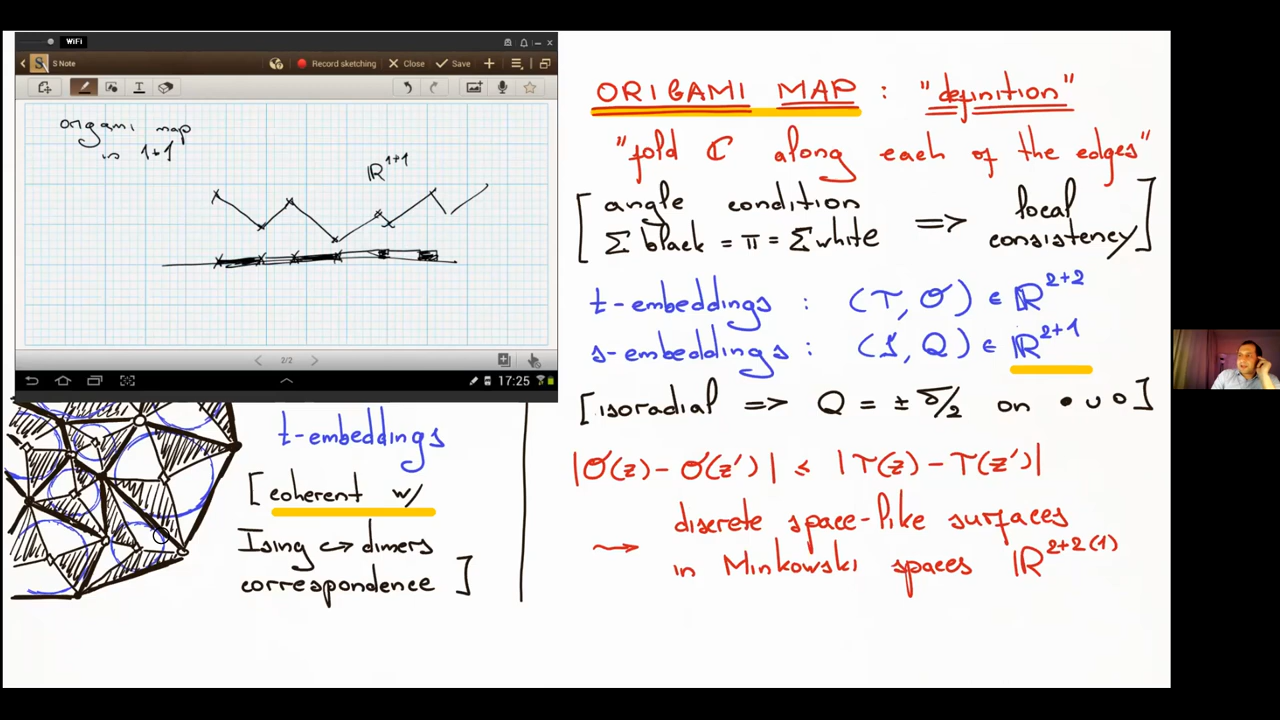 WiFi
S Note
Record sketching
Close
Save
origami map
in 1+1
ℝ¹⁺¹
2/2
17:25
t-embeddings
[coherent w/
Ising ↔ dimers
correspondence]
ORIGAMI MAP : "definition"
"fold ℂ along each of the edges"
[angle condition
Σ black = π = Σ white => local
consistency]
t-embeddings : (T, O) ∈ ℝ²⁺²
s-embeddings : (S, Q) ∈ ℝ²⁺¹
[isoradial => Q = ± δ/2 on • ∪ o]
|O(z) - O(z')| ≤ |T(z) - T(z')|
discrete space-like surfaces
⇝ in Minkowski spaces ℝ²⁺²⁽¹⁾